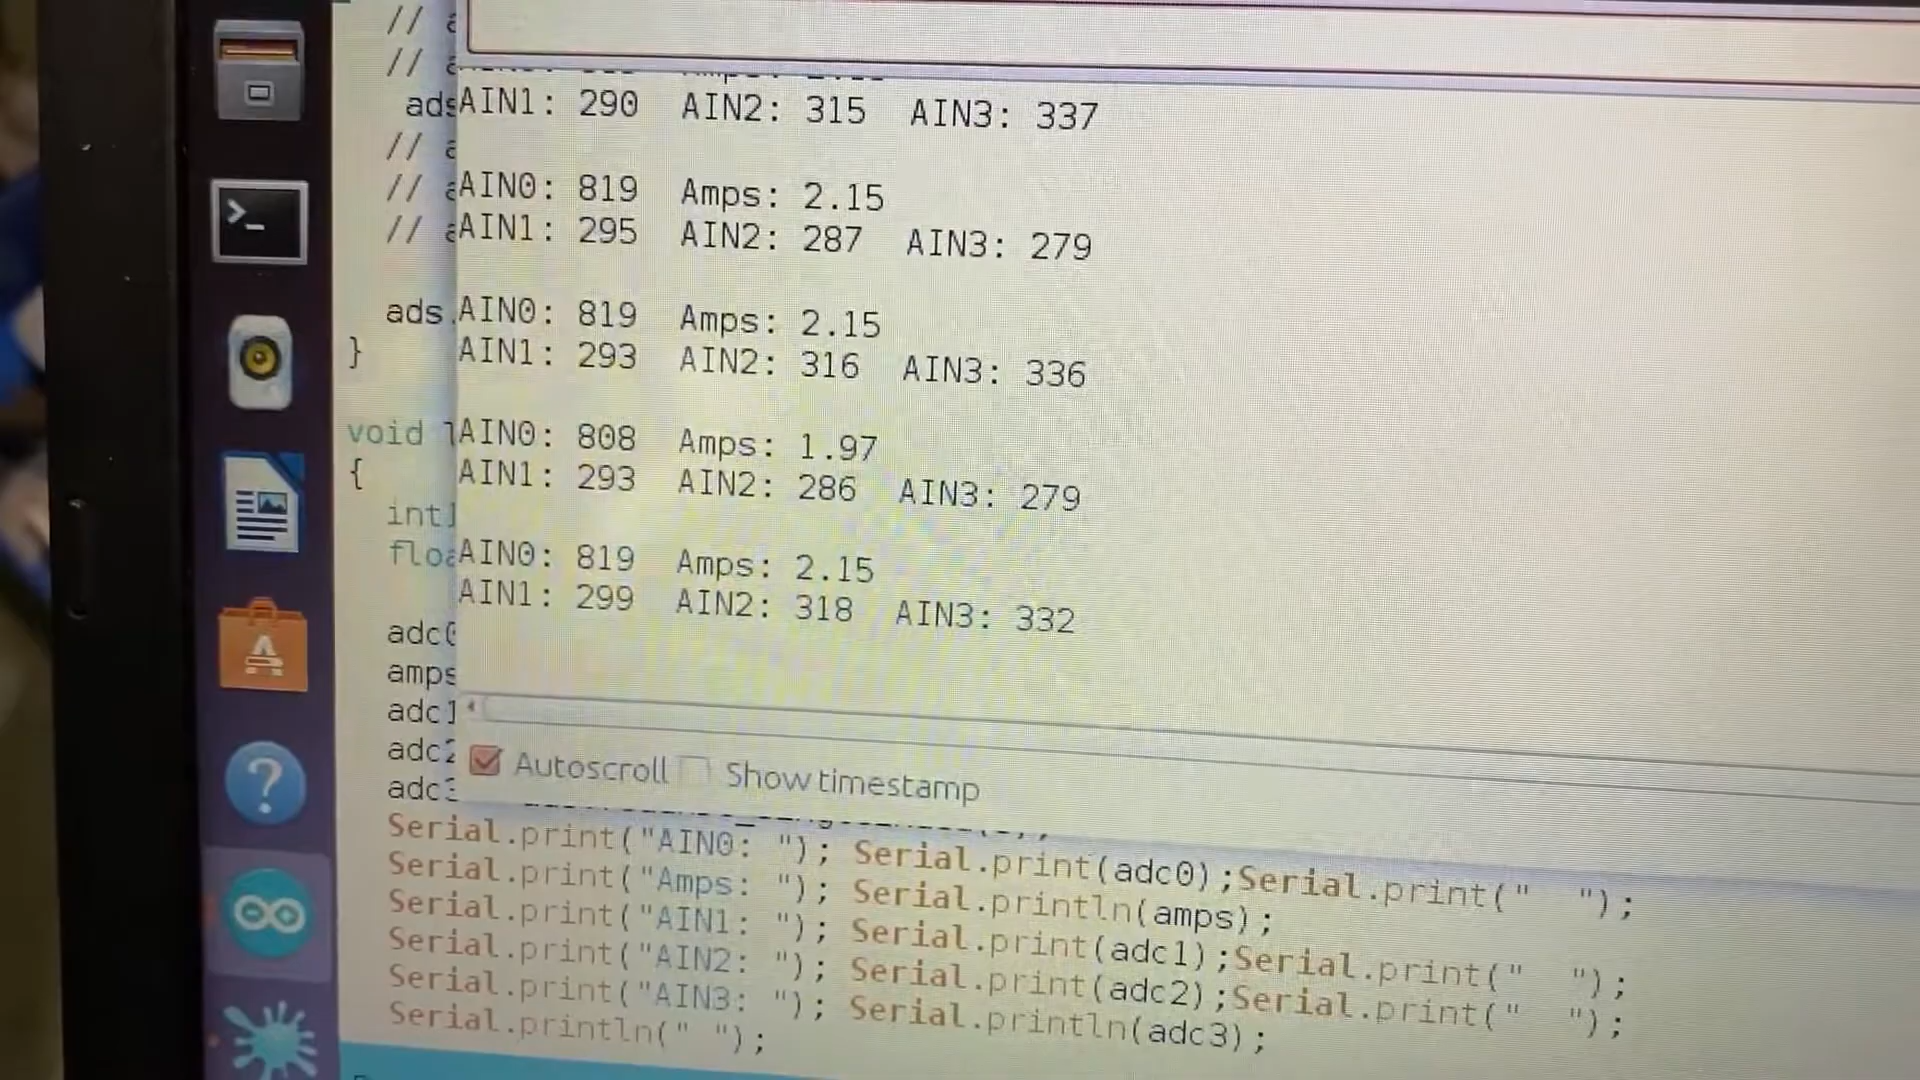 //
//
ads AIN1: 290 AIN2: 315 AIN3: 337
//
// AIN0: 819 Amps: 2.15
// AIN1: 295 AIN2: 287 AIN3: 279
ads. AIN0: 819 Amps: 2.15
} AIN1: 293 AIN2: 316 AIN3: 336
void AIN0: 808 Amps: 1.97
{ AIN1: 293 AIN2: 286 AIN3: 279
int
AIN0: 819 Amps: 2.15
AIN1: 299 AIN2: 318 AIN3: 332
adc0
amps
adc1
adc2
adc3
Autoscroll Show timestamp
Serial.print("AIN0: "); Serial.print(adc0);Serial.print("  ");
Serial.print("Amps: "); Serial.println(amps);
Serial.print("AIN1: "); Serial.print(adc1);Serial.print("  ");
Serial.print("AIN2: "); Serial.print(adc2);Serial.print("  ");
Serial.print("AIN3: "); Serial.println(adc3);
Serial.println(" ");